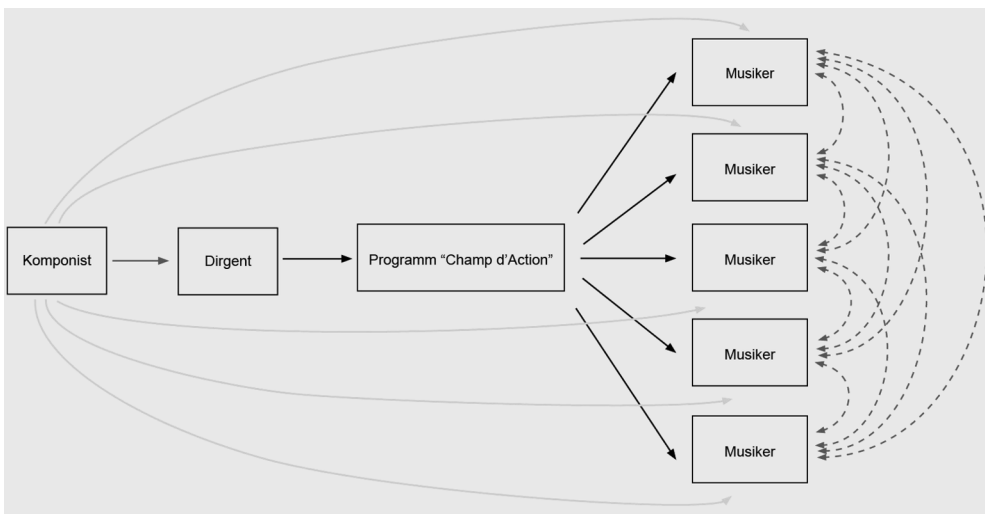 Musiker
Musiker
Komponist
Dirgent
Programm “Champ d’Action”
Musiker
Musiker
Musiker